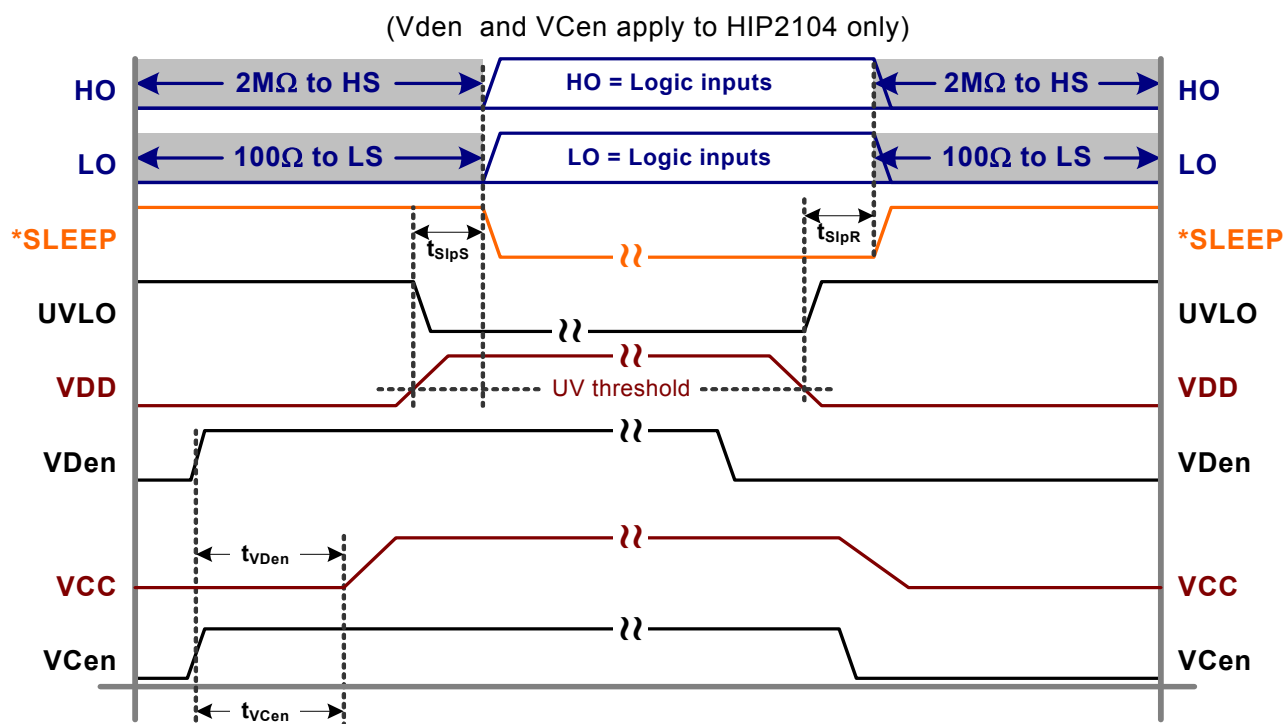 (Vden and VCen apply to HIP2104 only)
HO 2MΩ to HS HO = Logic inputs 2MΩ to HS HO
LO 100Ω to LS LO = Logic inputs 100Ω to LS LO
*SLEEP tSlpS tSlpR *SLEEP
UVLO UVLO
VDD UV threshold VDD
VDen VDen
tVDen
VCC VCC
VCen VCen
tVCen